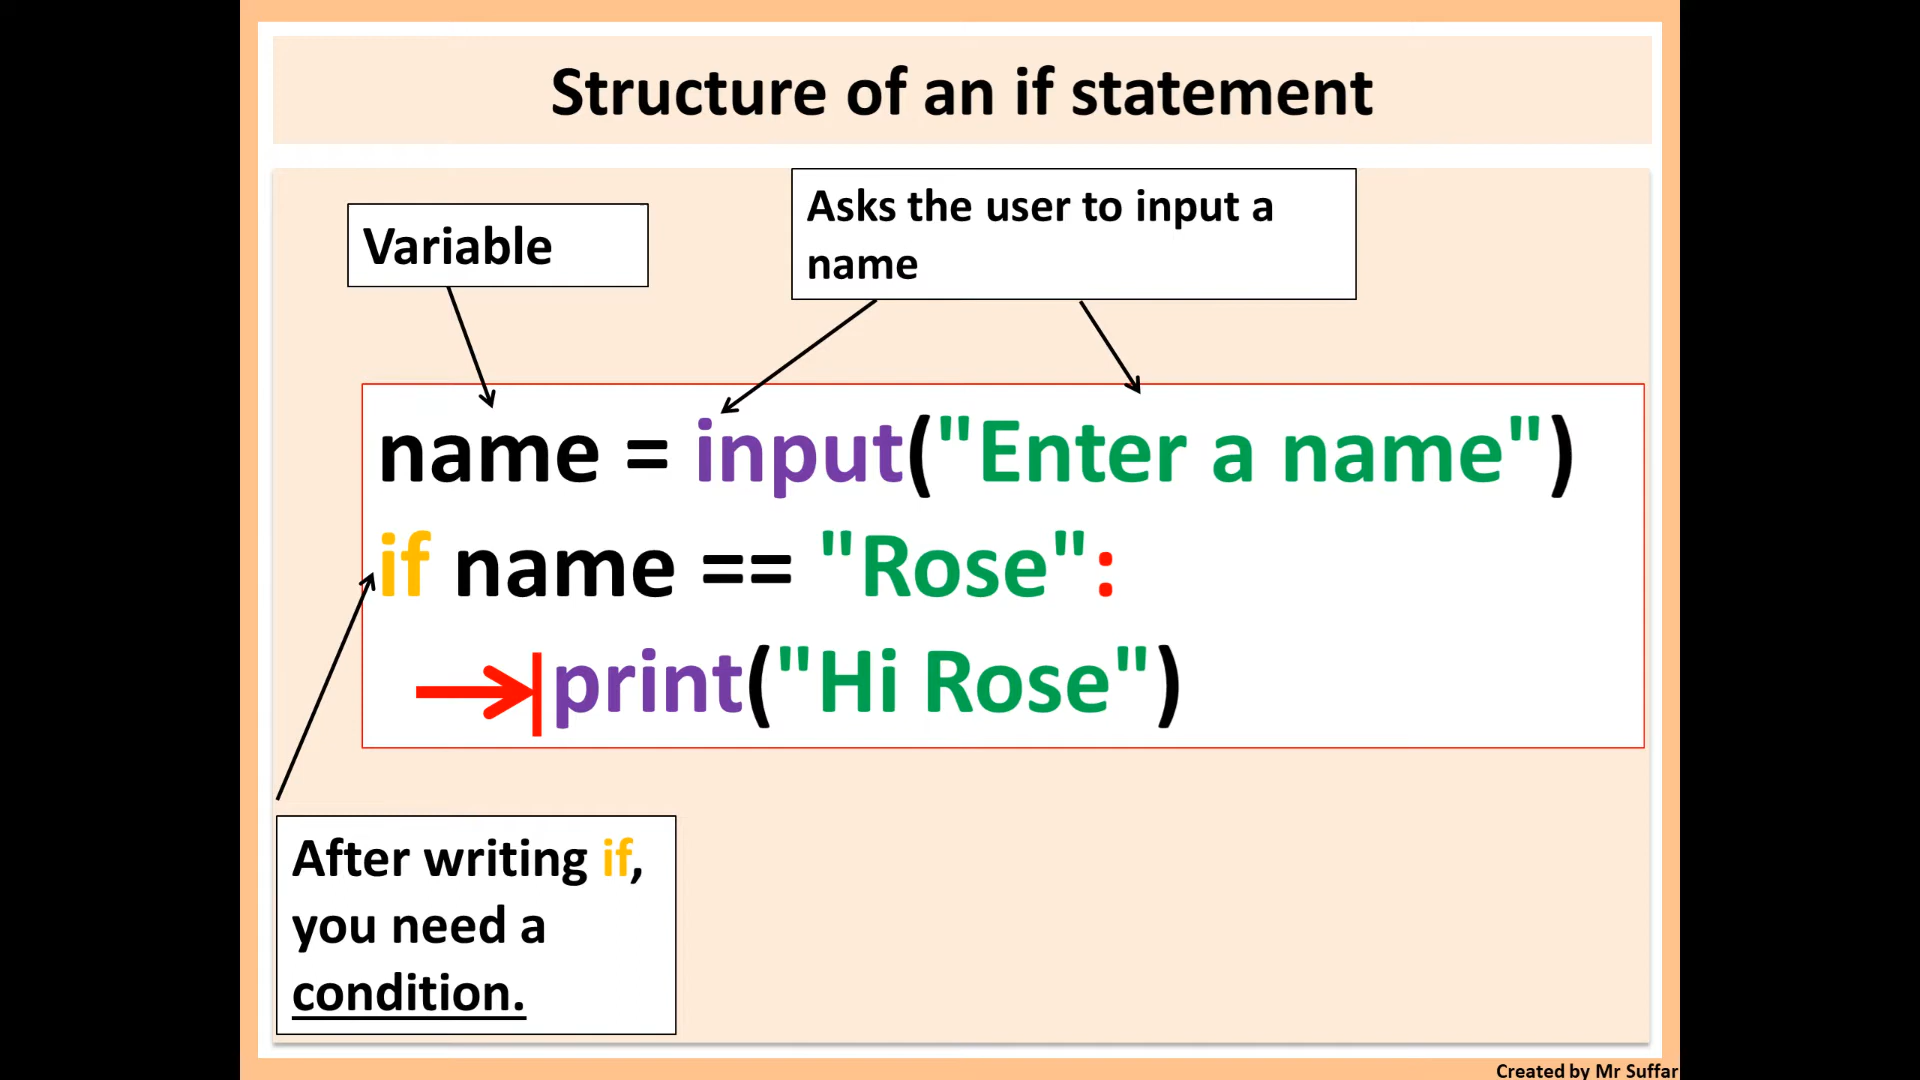 Structure of an if statement
Variable
Asks the user to input a
name
name = input("Enter a name")
if name == "Rose":
print("Hi Rose")
After writing if,
you need a
condition.
Created by Mr Suffar